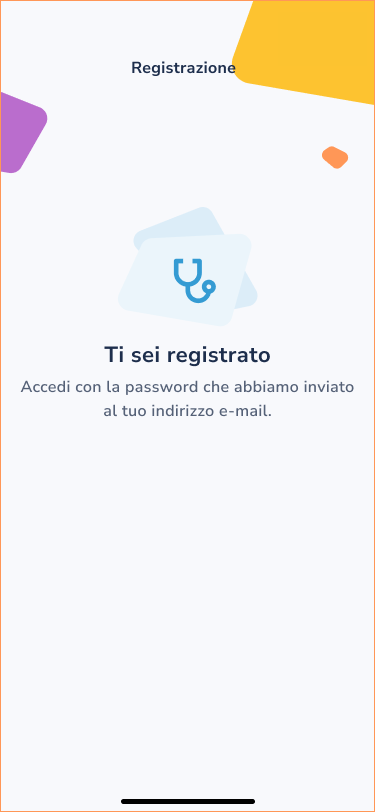 Registrazione
Ti sei registrato
Accedi con la password che abbiamo inviato
al tuo indirizzo e-mail.